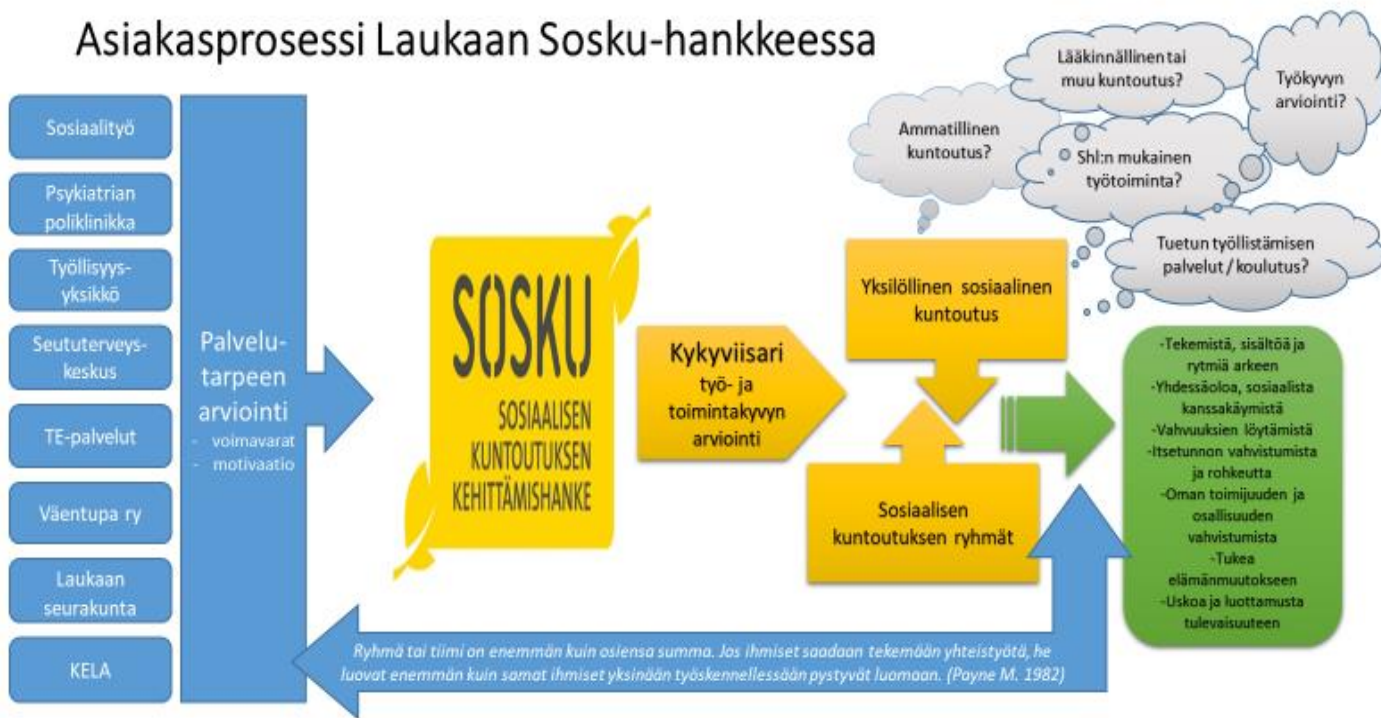 Asiakasprosessi Laukaan Sosku-hankkeessa
Sosiaalityö
Psykiatrian
poliklinikka
Työllisyys-
yksikkö
Seututerveys-
keskus
TE-palvelut
Väentupa ry
Laukaan
seurakunta
KELA
Palvelu-
tarpeen
arviointi
- voimavarat
- motivaatio
SOSKU
SOSIAALISEN
KUNTOUTUKSEN
KEHITTÄMISHANKE
Kykyviisari
työ- ja
toimintakyvyn
arviointi
Yksilöllinen sosiaalinen
kuntoutus
Sosiaalisen
kuntoutuksen ryhmät
Ammatillinen
kuntoutus?
Lääkinnällinen tai
muu kuntoutus?
Työkyvyn
arviointi?
Shl:n mukainen
työtoiminta?
Tuetun työllistämisen
palvelut / koulutus?
-Tekemistä, sisältöä ja
rytmiä arkeen
-Yhdessäoloa, sosiaalista
kanssakäymistä
-Vahvuuksien löytämistä
-Itsetunnon vahvistumista
ja rohkeutta
-Oman toimijuuden ja
osallisuuden
vahvistumista
-Tukea
elämänmuutokseen
-Uskoa ja luottamusta
tulevaisuuteen
Ryhmä tai tiimi on enemmän kuin osiensa summa. Jos ihmiset saadaan tekemään yhteistyötä, he
luovat enemmän kuin samat ihmiset yksinään työskennellessään pystyvät luomaan. (Payne M. 1982)